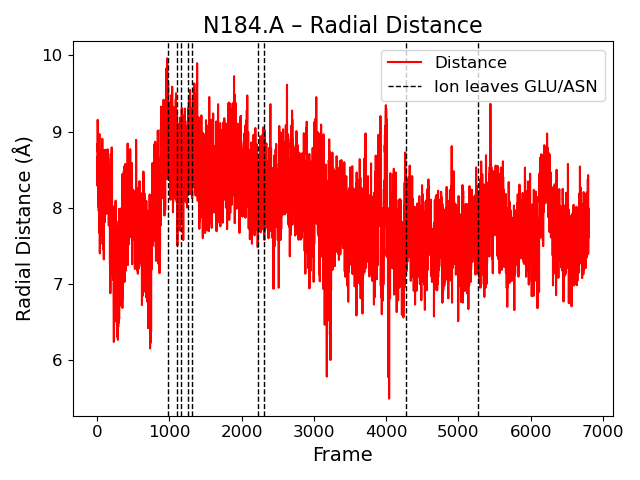 N184.A – Radial Distance
Radial Distance (Å)
10
9
8
7
6
Distance
Ion leaves GLU/ASN
0
1000
2000
3000
4000
5000
6000
7000
Frame